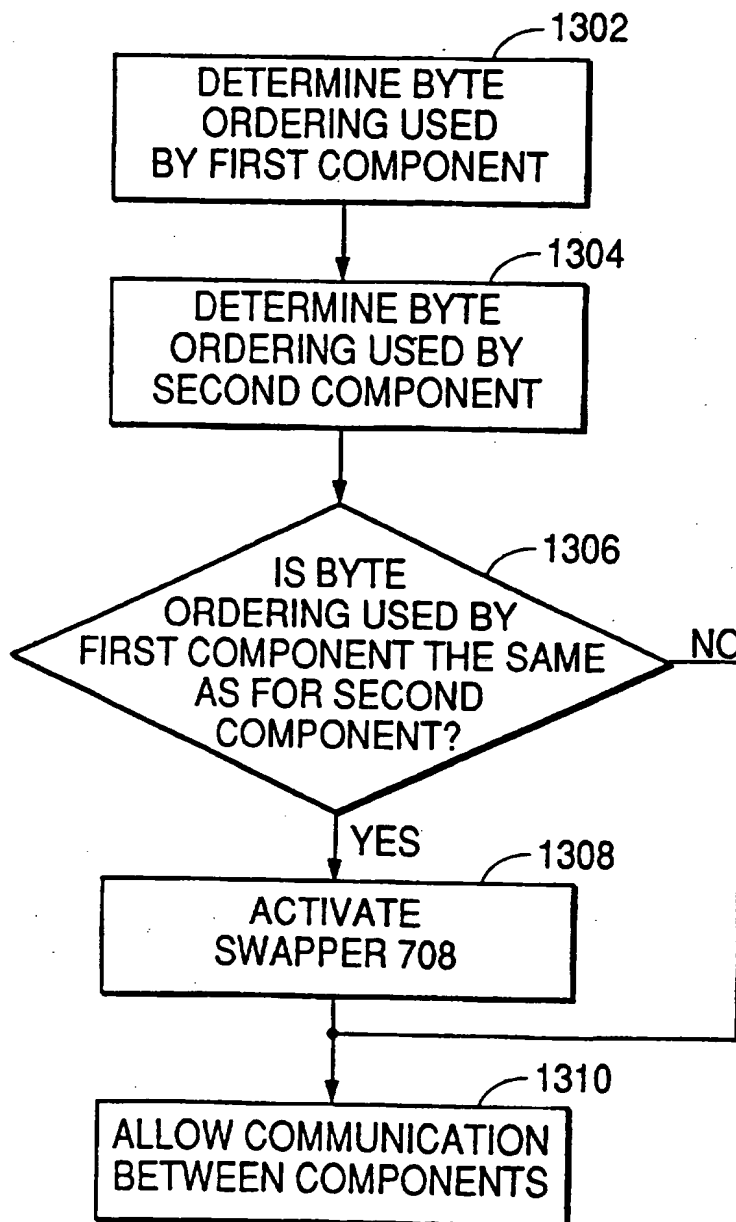 1302
DETERMINE BYTE
ORDERING USED
BY FIRST COMPONENT
1304
DETERMINE BYTE
ORDERING USED BY
SECOND COMPONENT
1306
IS BYTE
ORDERING USED BY
FIRST COMPONENT THE SAME
AS FOR SECOND
COMPONENT?
NO
YES
1308
ACTIVATE
SWAPPER 708
1310
ALLOW COMMUNICATION
BETWEEN COMPONENTS